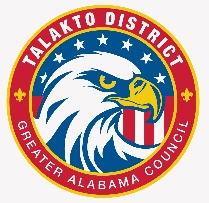 TALAKTO DISTRICT
GREATER ALABAMA COUNCIL